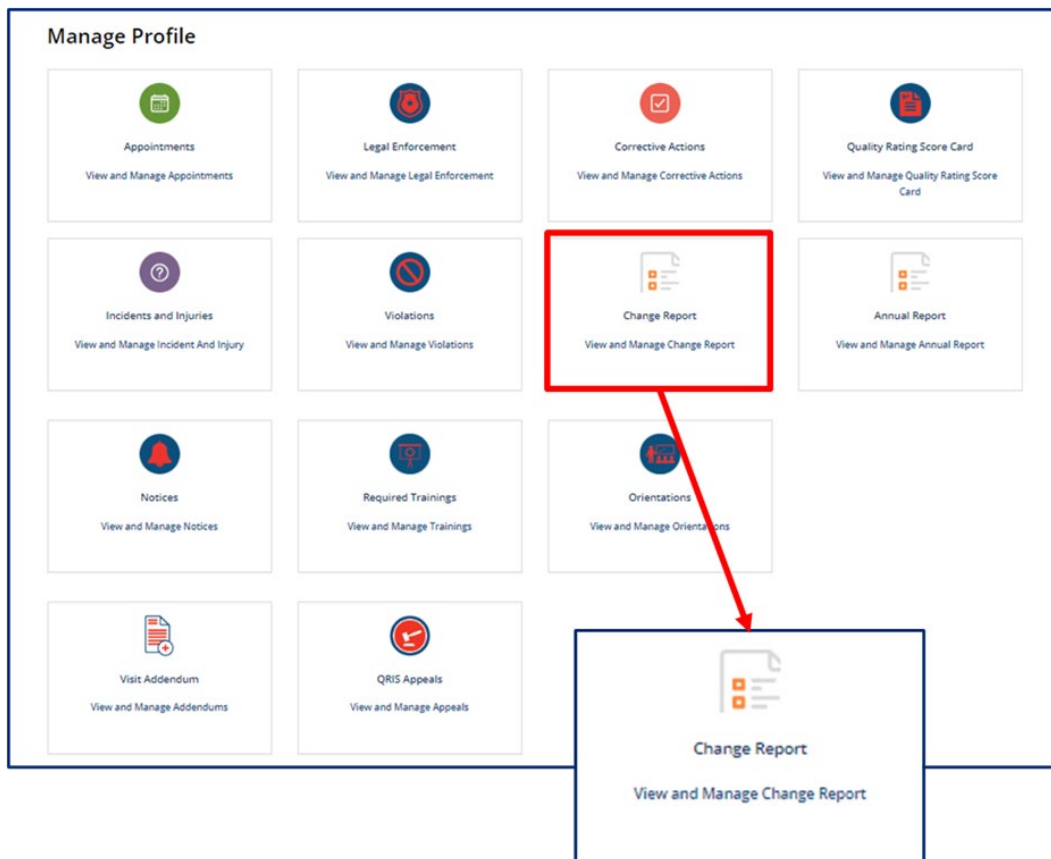 Manage Profile
Appointments
View and Manage Appointments
Legal Enforcement
View and Manage Legal Enforcement
Corrective Actions
View and Manage Corrective Actions
Quality Rating Score Card
View and Manage Quality Rating Score
Card
Incidents and Injuries
View and Manage Incident And Injury
Violations
View and Manage Violations
Change Report
View and Manage Change Report
Annual Report
View and Manage Annual Report
Notices
View and Manage Notices
Required Trainings
View and Manage Trainings
Orientations
View and Manage Orientations
Visit Addendum
View and Manage Addendums
QRIS Appeals
View and Manage Appeals
Change Report
View and Manage Change Report